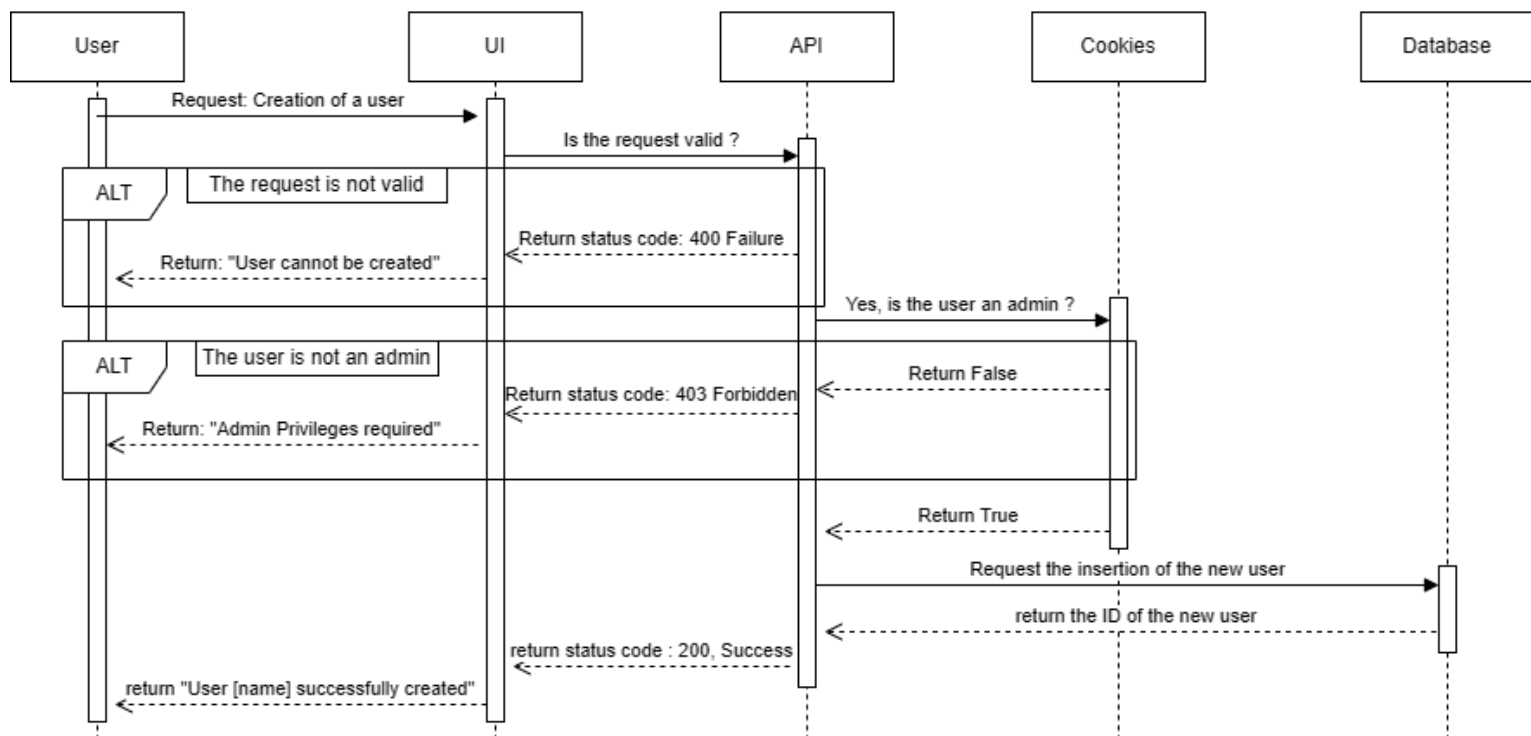 User
UI
API
Cookies
Database
Request: Creation of a user
Is the request valid ?
ALT
The request is not valid
Return status code: 400 Failure
Return: "User cannot be created"
Yes, is the user an admin ?
ALT
The user is not an admin
Return False
Return status code: 403 Forbidden
Return: "Admin Privileges required"
Return True
Request the insertion of the new user
return the ID of the new user
return status code : 200, Success
return "User [name] successfully created"